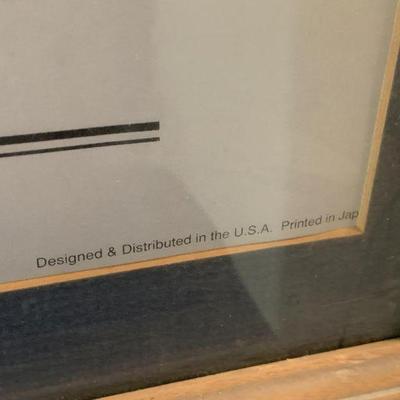 Designed & Distributed in the U.S.A. Printed in Jap